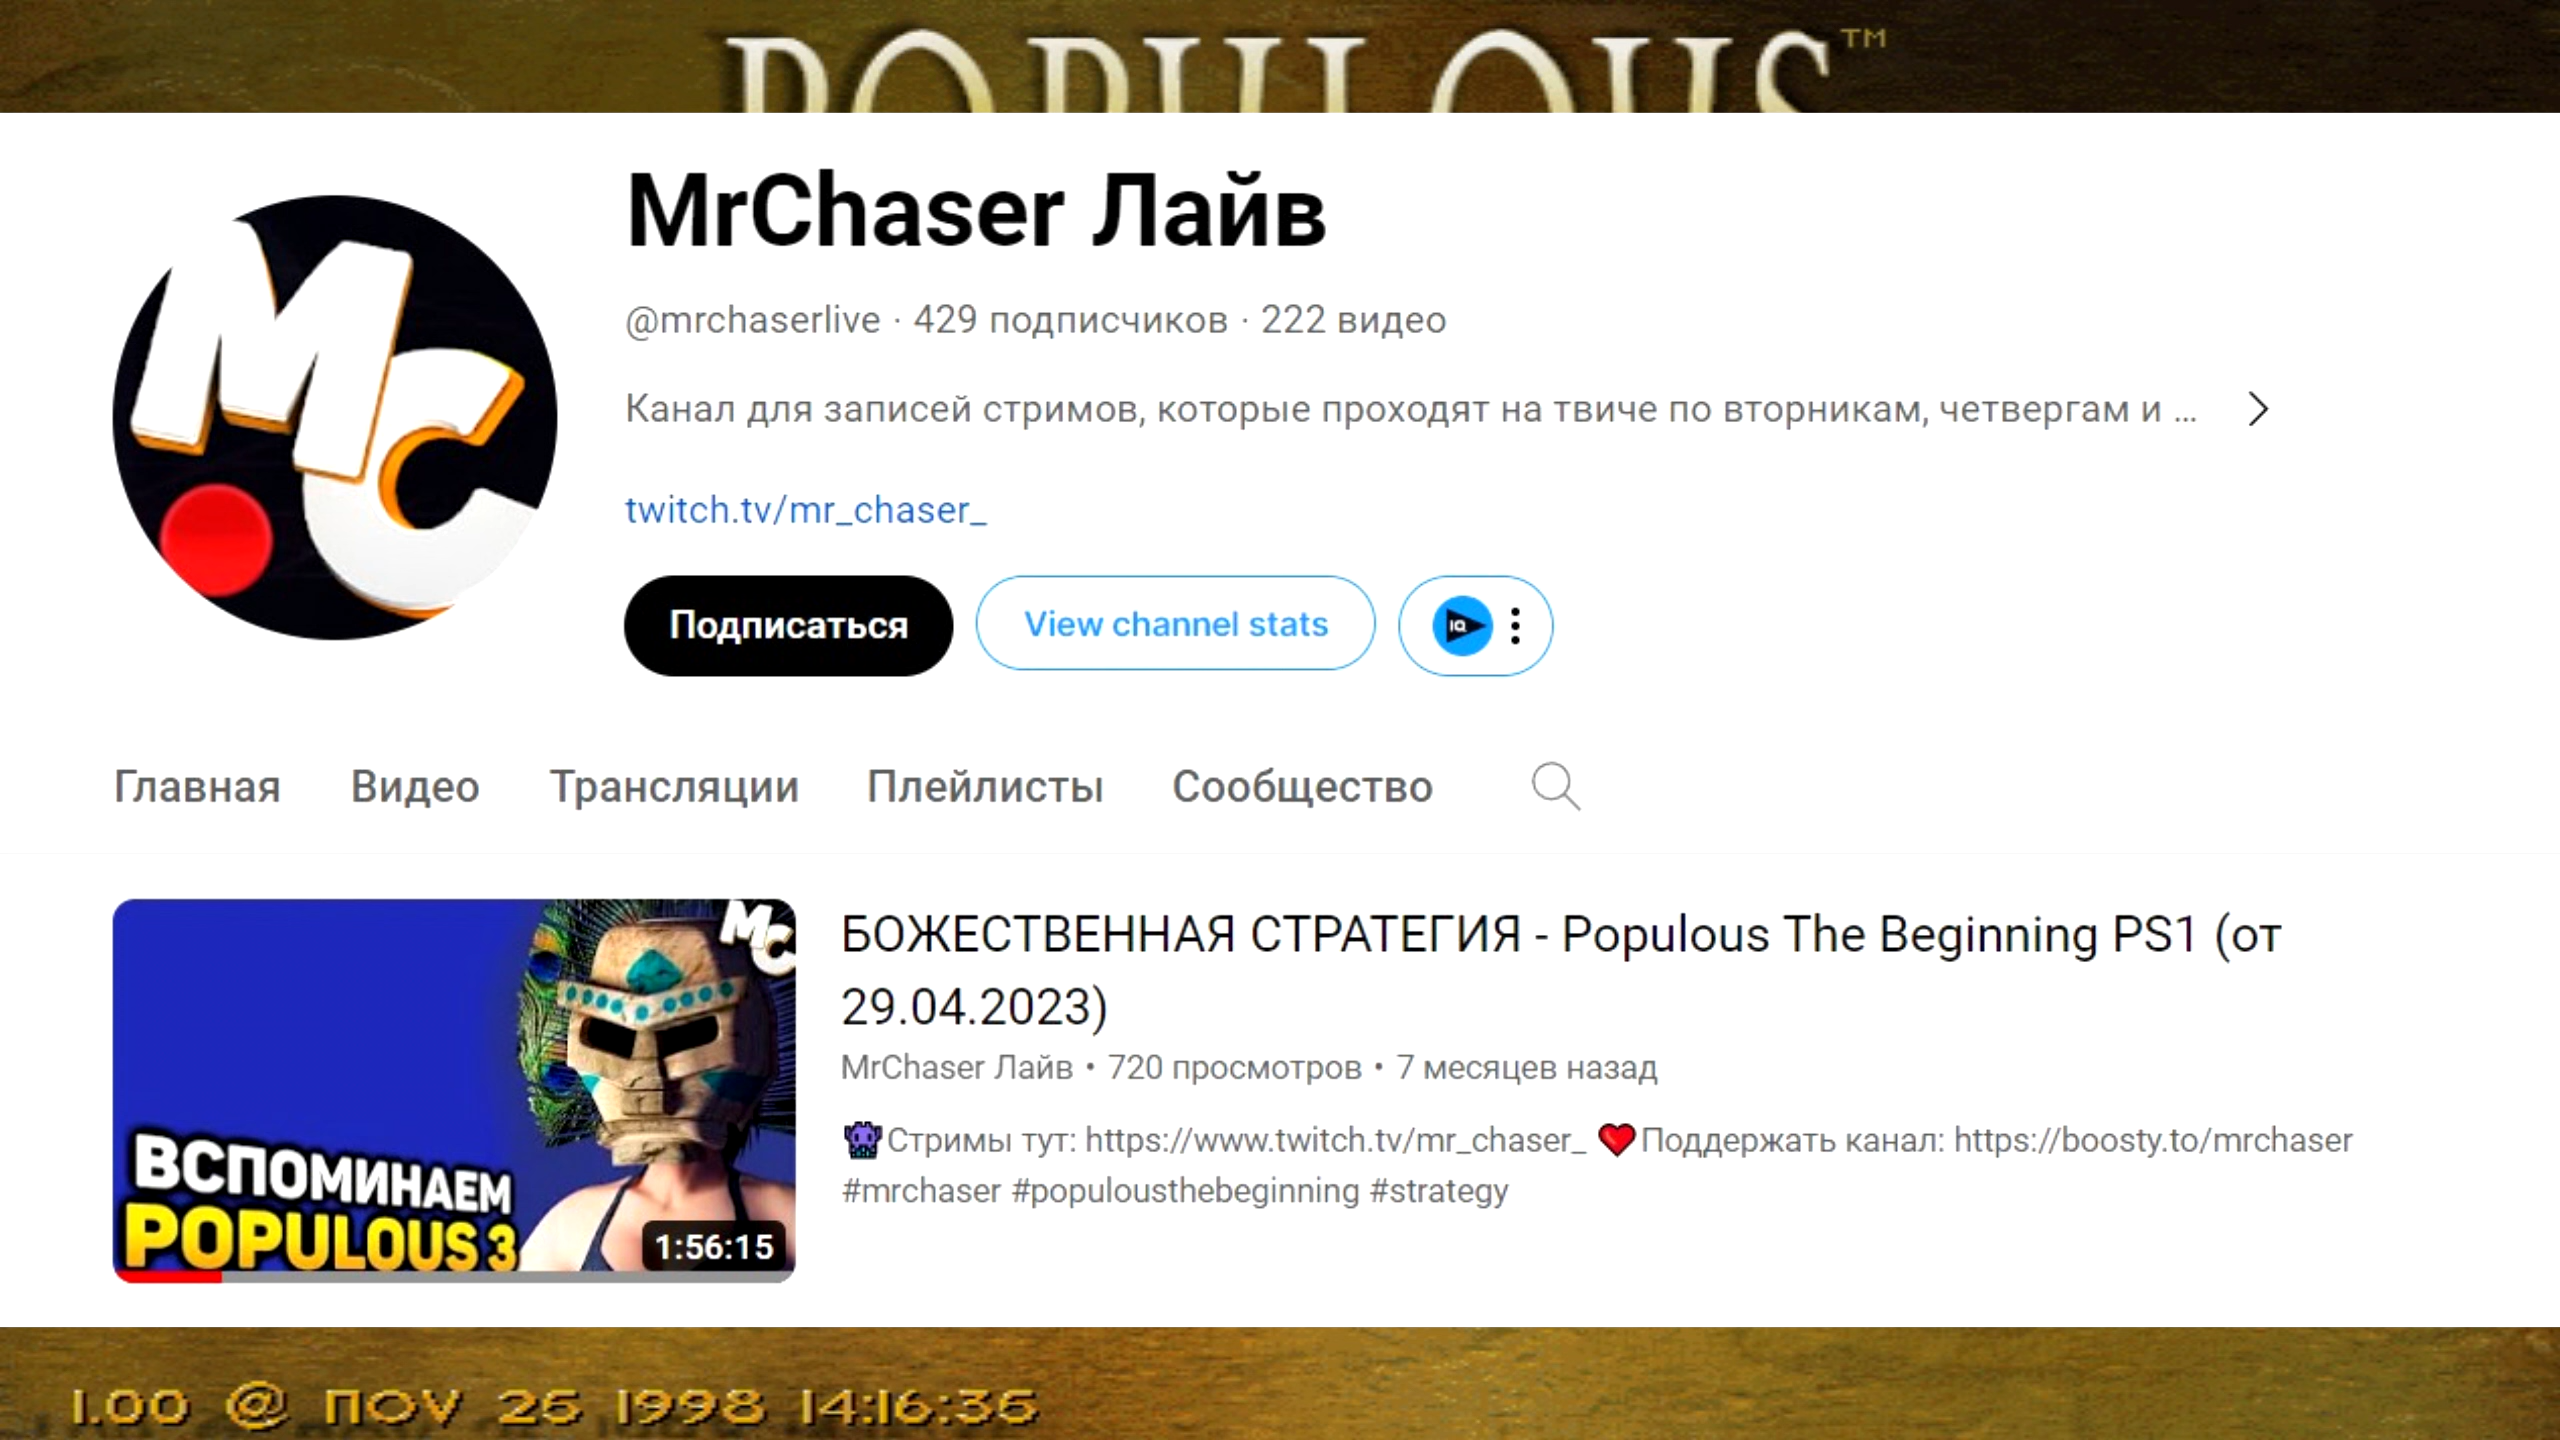 POPULOUS™
MrChaser Лайв
@mrchaserlive · 429 подписчиков · 222 видео
Канал для записей стримов, которые проходят на твиче по вторникам, четвергам и ...
twitch.tv/mr_chaser_
Подписаться
View channel stats
IQ
Главная
Видео
Трансляции
Плейлисты
Сообщество
MC
MC
ВСПОМИНАЕМ
POPULOUS 3
1:56:15
БОЖЕСТВЕННАЯ СТРАТЕГИЯ - Populous The Beginning PS1 (от
29.04.2023)
MrChaser Лайв • 720 просмотров • 7 месяцев назад
Стримы тут: https://www.twitch.tv/mr_chaser_ Поддержать канал: https://boosty.to/mrchaser
#mrchaser #populousthebeginning #strategy
1.00 @ NOV 25 1998 14:16:35